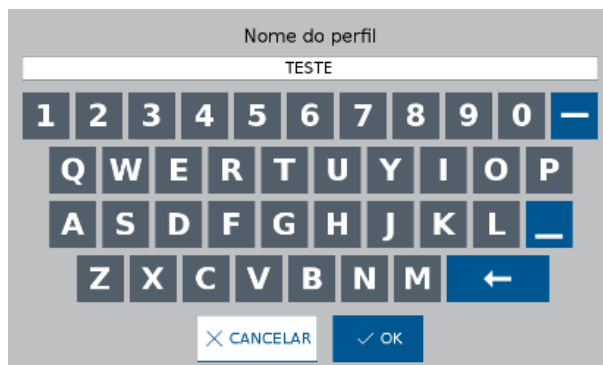 Nome do perfil
TESTE
1 2 3 4 5 6 7 8 9 0 —
Q W E R T U Y I O P
A S D F G H J K L _
Z X C V B N M ←
CANCELAR OK